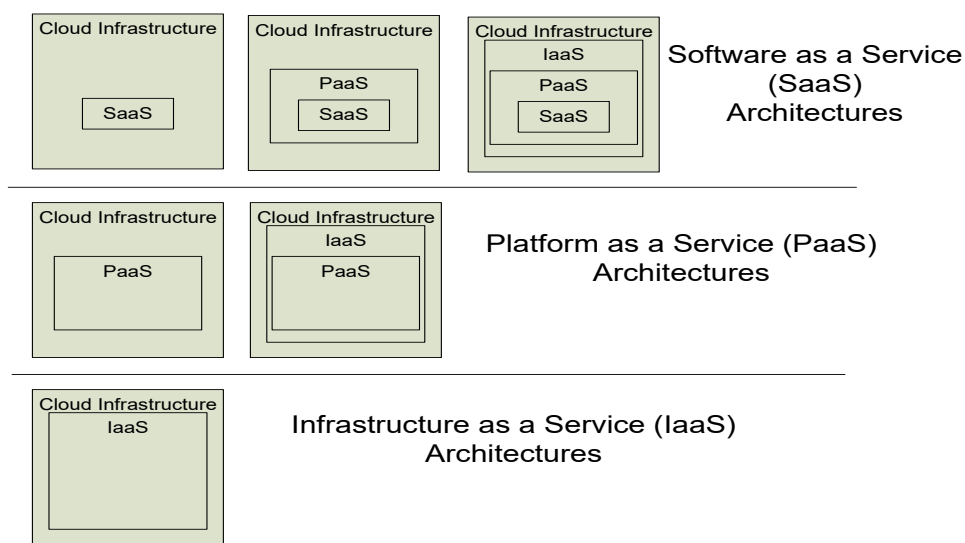 Cloud Infrastructure
SaaS
Cloud Infrastructure
PaaS
SaaS
Cloud Infrastructure
IaaS
PaaS
SaaS
Software as a Service
(SaaS)
Architectures
Cloud Infrastructure
PaaS
Cloud Infrastructure
IaaS
PaaS
Platform as a Service (PaaS)
Architectures
Cloud Infrastructure
IaaS
Infrastructure as a Service (IaaS)
Architectures